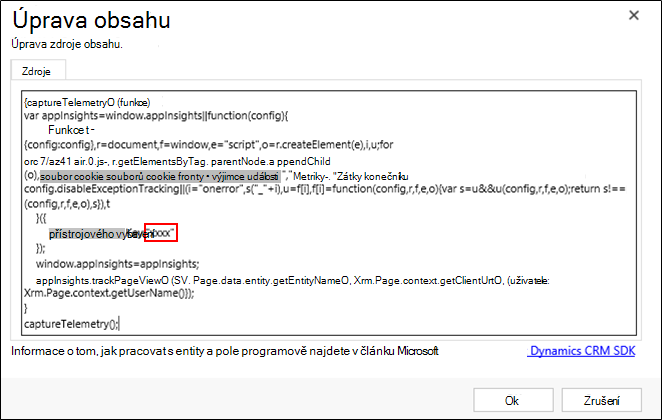 Úprava obsahu
Úprava zdroje obsahu.
Zdroje
{captureTelemetryO (funkce)
var appInsights=window.appInsights||function(config){
Funkce t -
{config:config},r=document,f=window,e="script",o=r.createElement(e),i,u;for
orc 7/az41 air.0.js-, r.getElementsByTag. parentNode.a ppendChild
(o),soubor cookie souborů cookie fronty • výjimce události ","Metriky-. "Zátky konečníku
config.disableExceptionTracking||(i="onerror",s("_"+i),u=f[i],f[i]=function(config,r,f,e,o){var s=u&&u(config,r,f,e,o);return s!==
(config,r,f,e,o),s}),t
}({
přístrojového xxx"
});
window.appInsights=appInsights;
appInsights.trackPageViewO (SV. Page.data.entity.getEntityNameO, Xrm.Page.context.getClientUrtO, (uživatele:
Xrm.Page.context.getUserName()});
}
captureTelemetry();
Informace o tom, jak pracovat s entity a pole programově najdete v článku Microsoft Dynamics CRM SDK
Ok Zrušení